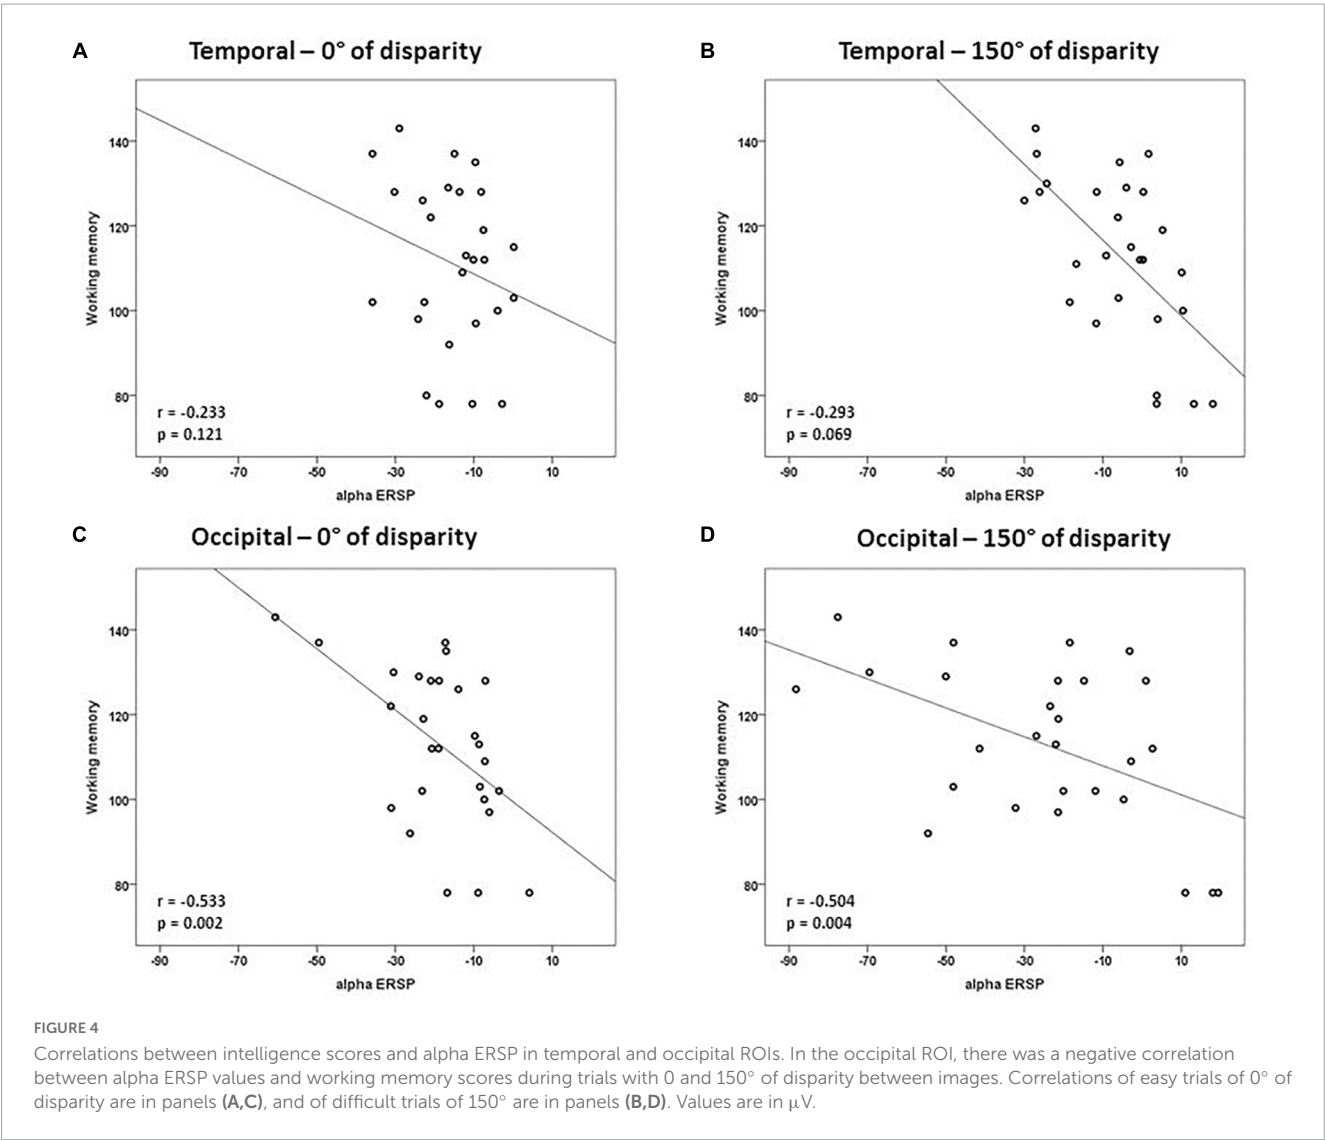 A
Temporal – 0° of disparity
Working memory
140
120
100
80
r = -0.233
p = 0.121
-90 -70 -50 -30 -10 10
alpha ERSP
B
Temporal – 150° of disparity
Working memory
140
120
100
80
r = -0.293
p = 0.069
-90 -70 -50 -30 -10 10
alpha ERSP
C
Occipital – 0° of disparity
Working memory
140
120
100
80
r = -0.533
p = 0.002
-90 -70 -50 -30 -10 10
alpha ERSP
D
Occipital – 150° of disparity
Working memory
140
120
100
80
r = -0.504
p = 0.004
-90 -70 -50 -30 -10 10
alpha ERSP
FIGURE 4
Correlations between intelligence scores and alpha ERSP in temporal and occipital ROIs. In the occipital ROI, there was a negative correlation
between alpha ERSP values and working memory scores during trials with 0 and 150° of disparity between images. Correlations of easy trials of 0° of
disparity are in panels (A,C), and of difficult trials of 150° are in panels (B,D). Values are in μV.